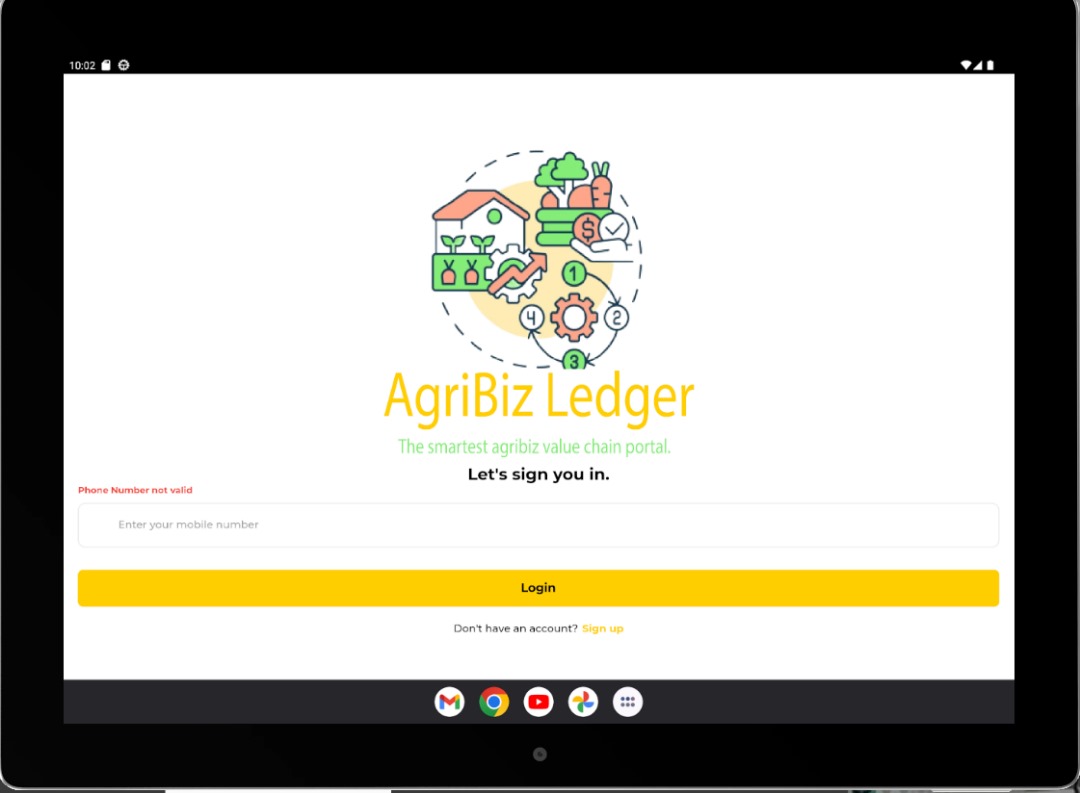 10:02
$
1
4
2
3
AgriBiz Ledger
The smartest agribiz value chain portal.
Let's sign you in.
Phone Number not valid
Enter your mobile number
Login
Don't have an account? Sign up